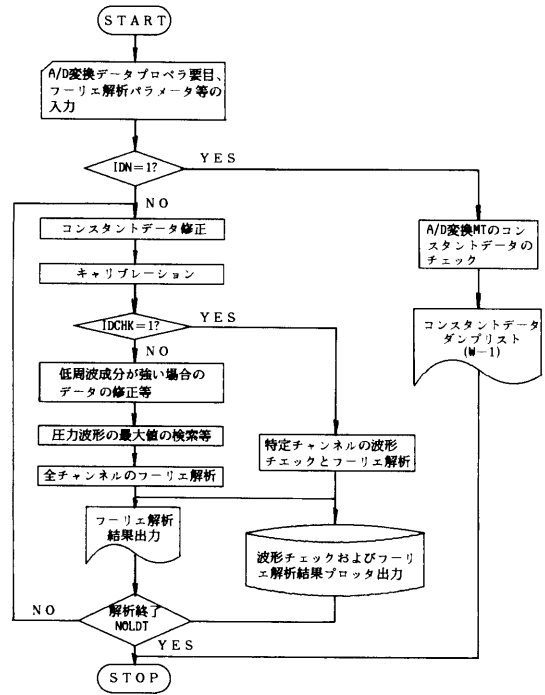 START
A/D変換データプロペラ要目、
フーリエ解析パラメータ等の
入力
IDN=1?
YES
NO
コンスタントデータ修正
A/D変換MTのコン
スタントデータの
チェック
キャリブレーション
IDCHK=1?
YES
NO
コンスタントデータ
ダンプリスト
(W-1)
低周波成分が強い場合の
データの修正等
圧力波形の最大値の検索等
特定チャンネルの波形
チェックとフーリエ解析
全チャンネルのフーリエ解析
フーリエ解析
結果出力
波形チェックおよびフーリ
エ解析結果プロッタ出力
解析終了
NOLDT
NO
YES
STOP